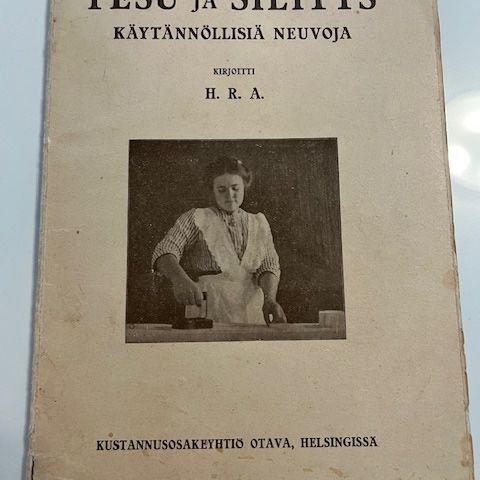 PESU JA SILITYS
KÄYTÄNNÖLLISIÄ NEUVOJA
KIRJOITTI
H. R. A.
KUSTANNUSOSAKEYHTIÖ OTAVA, HELSINGISSÄ